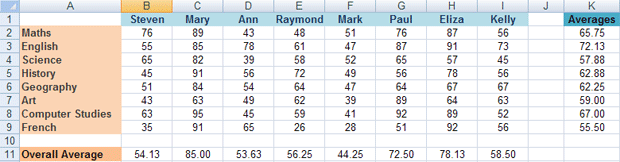 A B C D E F G H I J K
1 Steven Mary Ann Raymond Mark Paul Eliza Kelly Averages
2 Maths 76 89 43 48 51 76 87 56 65.75
3 English 55 85 78 61 47 87 91 73 72.13
4 Science 65 82 39 58 52 65 57 45 57.88
5 History 45 91 56 72 49 56 78 56 62.88
6 Geography 51 84 54 64 47 64 67 67 62.25
7 Art 43 63 49 62 39 89 64 63 59.00
8 Computer Studies 63 95 45 59 41 92 89 52 67.00
9 French 35 91 65 26 28 51 92 56 55.50
10
11 Overall Average 54.13 85.00 53.63 56.25 44.25 72.50 78.13 58.50